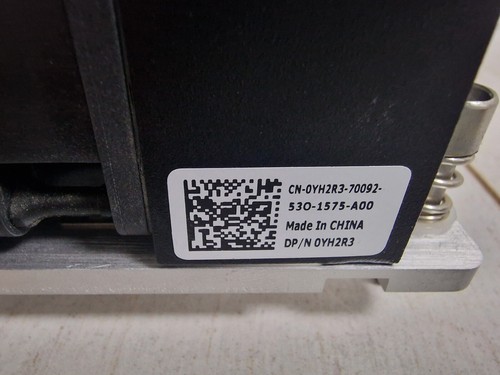 CN-0YH2R3-70092-
530-1575-A00
Made In CHINA
DP/N 0YH2R3